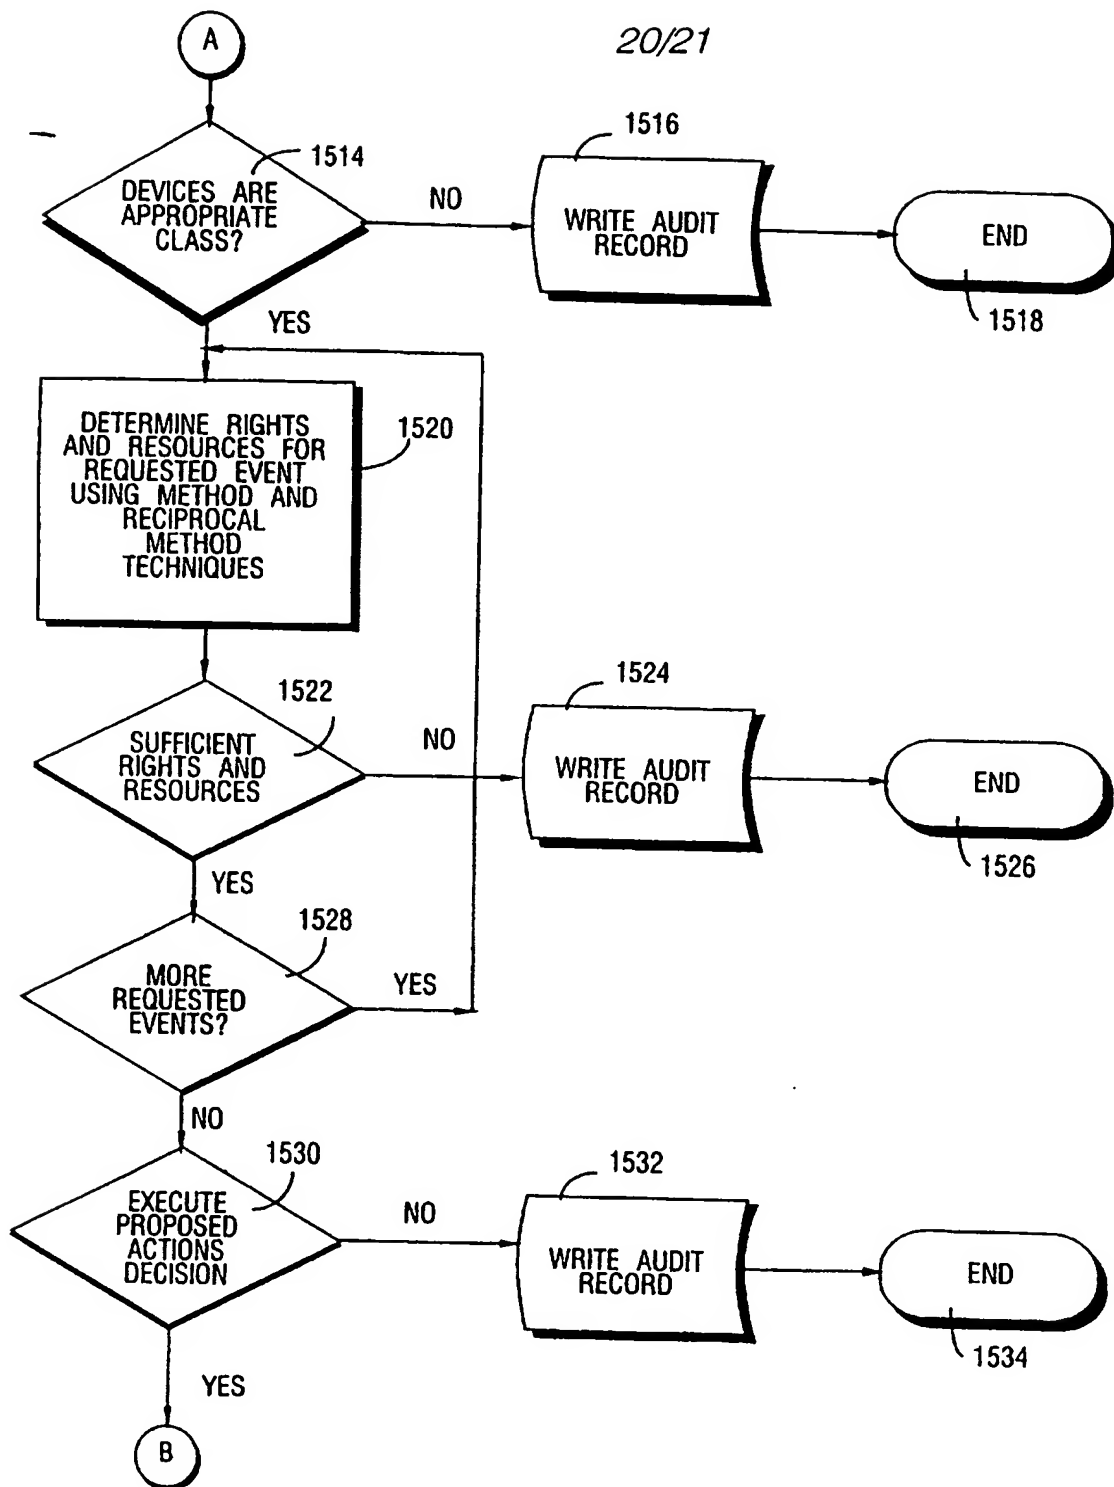 A
20/21
1514
DEVICES ARE
APPROPRIATE
CLASS?
NO
1516
WRITE AUDIT
RECORD
END
1518
YES
DETERMINE RIGHTS
AND RESOURCES FOR
REQUESTED EVENT
USING METHOD AND
RECIPROCAL
METHOD
TECHNIQUES
1520
1522
SUFFICIENT
RIGHTS AND
RESOURCES
NO
1524
WRITE AUDIT
RECORD
END
1526
YES
1528
MORE
REQUESTED
EVENTS?
YES
NO
1530
EXECUTE
PROPOSED
ACTIONS
DECISION
NO
1532
WRITE AUDIT
RECORD
END
1534
YES
B